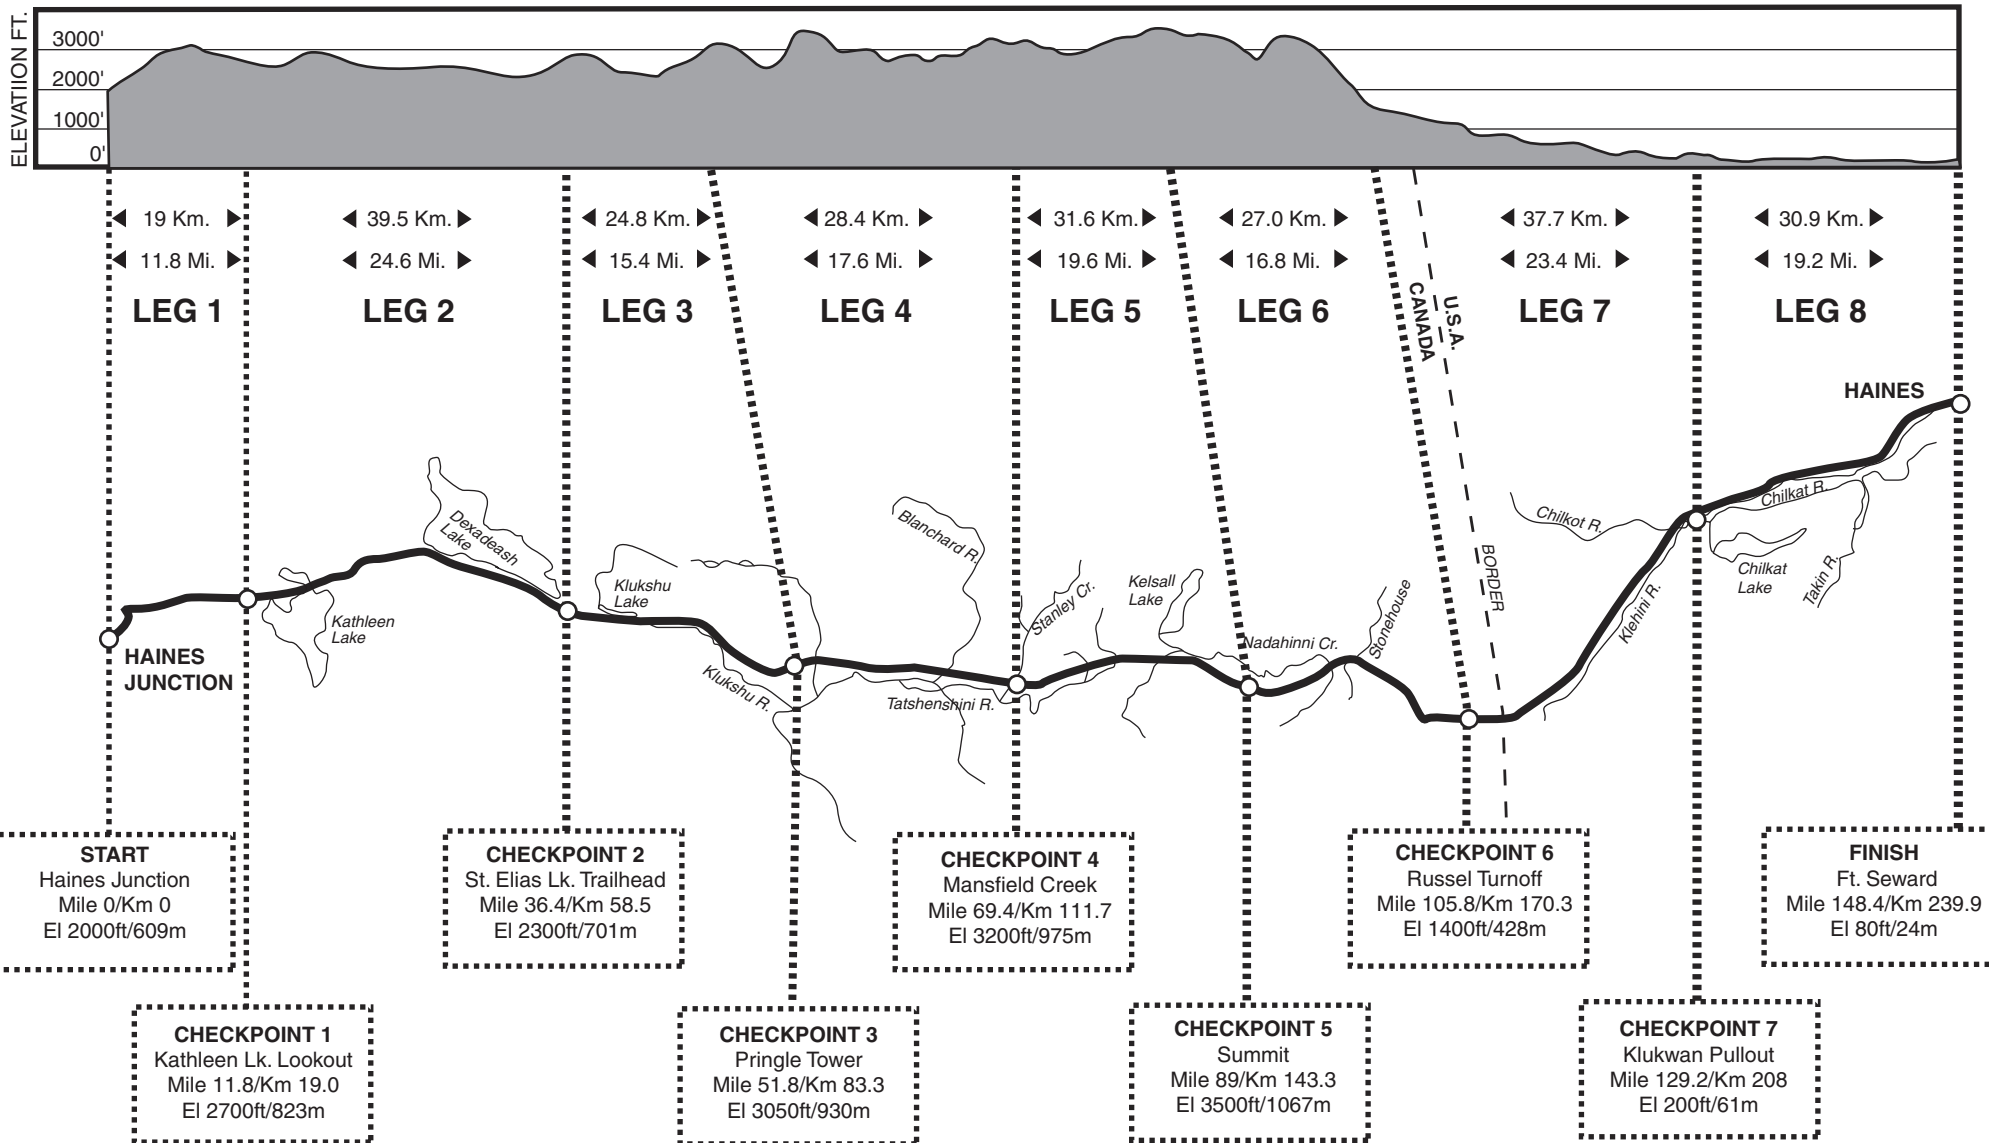 ELEVATIION FT.
3000'
2000'
1000'
0'
19 Km.
11.8 Mi.
LEG 1
39.5 Km.
24.6 Mi.
LEG 2
24.8 Km.
15.4 Mi.
LEG 3
28.4 Km.
17.6 Mi.
LEG 4
31.6 Km.
19.6 Mi.
LEG 5
27.0 Km.
16.8 Mi.
LEG 6
37.7 Km.
23.4 Mi.
LEG 7
30.9 Km.
19.2 Mi.
LEG 8
CANADA
U.S.A.
BORDER
HAINES
JUNCTION
Kathleen
Lake
Dexadeash
Lake
Klukshu
Lake
Klukshu R.
Blanchard R.
Tatshenshini R.
Stanley Cr.
Kelsall
Lake
Nadahinni Cr.
Stonehouse
Klehini R.
Chilkot R.
Chilkat R.
Chilkat
Lake
Takin R.
HAINES
START
Haines Junction
Mile 0/Km 0
El 2000ft/609m
CHECKPOINT 1
Kathleen Lk. Lookout
Mile 11.8/Km 19.0
El 2700ft/823m
CHECKPOINT 2
St. Elias Lk. Trailhead
Mile 36.4/Km 58.5
El 2300ft/701m
CHECKPOINT 3
Pringle Tower
Mile 51.8/Km 83.3
El 3050ft/930m
CHECKPOINT 4
Mansfield Creek
Mile 69.4/Km 111.7
El 3200ft/975m
CHECKPOINT 5
Summit
Mile 89/Km 143.3
El 3500ft/1067m
CHECKPOINT 6
Russel Turnoff
Mile 105.8/Km 170.3
El 1400ft/428m
CHECKPOINT 7
Klukwan Pullout
Mile 129.2/Km 208
El 200ft/61m
FINISH
Ft. Seward
Mile 148.4/Km 239.9
El 80ft/24m